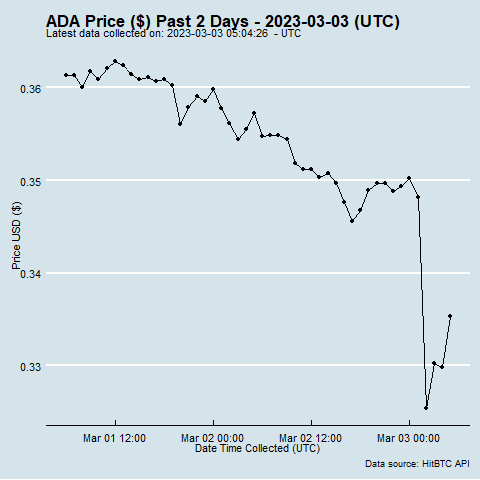 ADA Price ($) Past 2 Days - 2023-03-03 (UTC)
Latest data collected on: 2023-03-03 05:04:26 - UTC
0.36
0.35
0.34
0.33
Price USD ($)
Mar 01 12:00
Mar 02 00:00
Mar 02 12:00
Mar 03 00:00
Date Time Collected (UTC)
Data source: HitBTC API